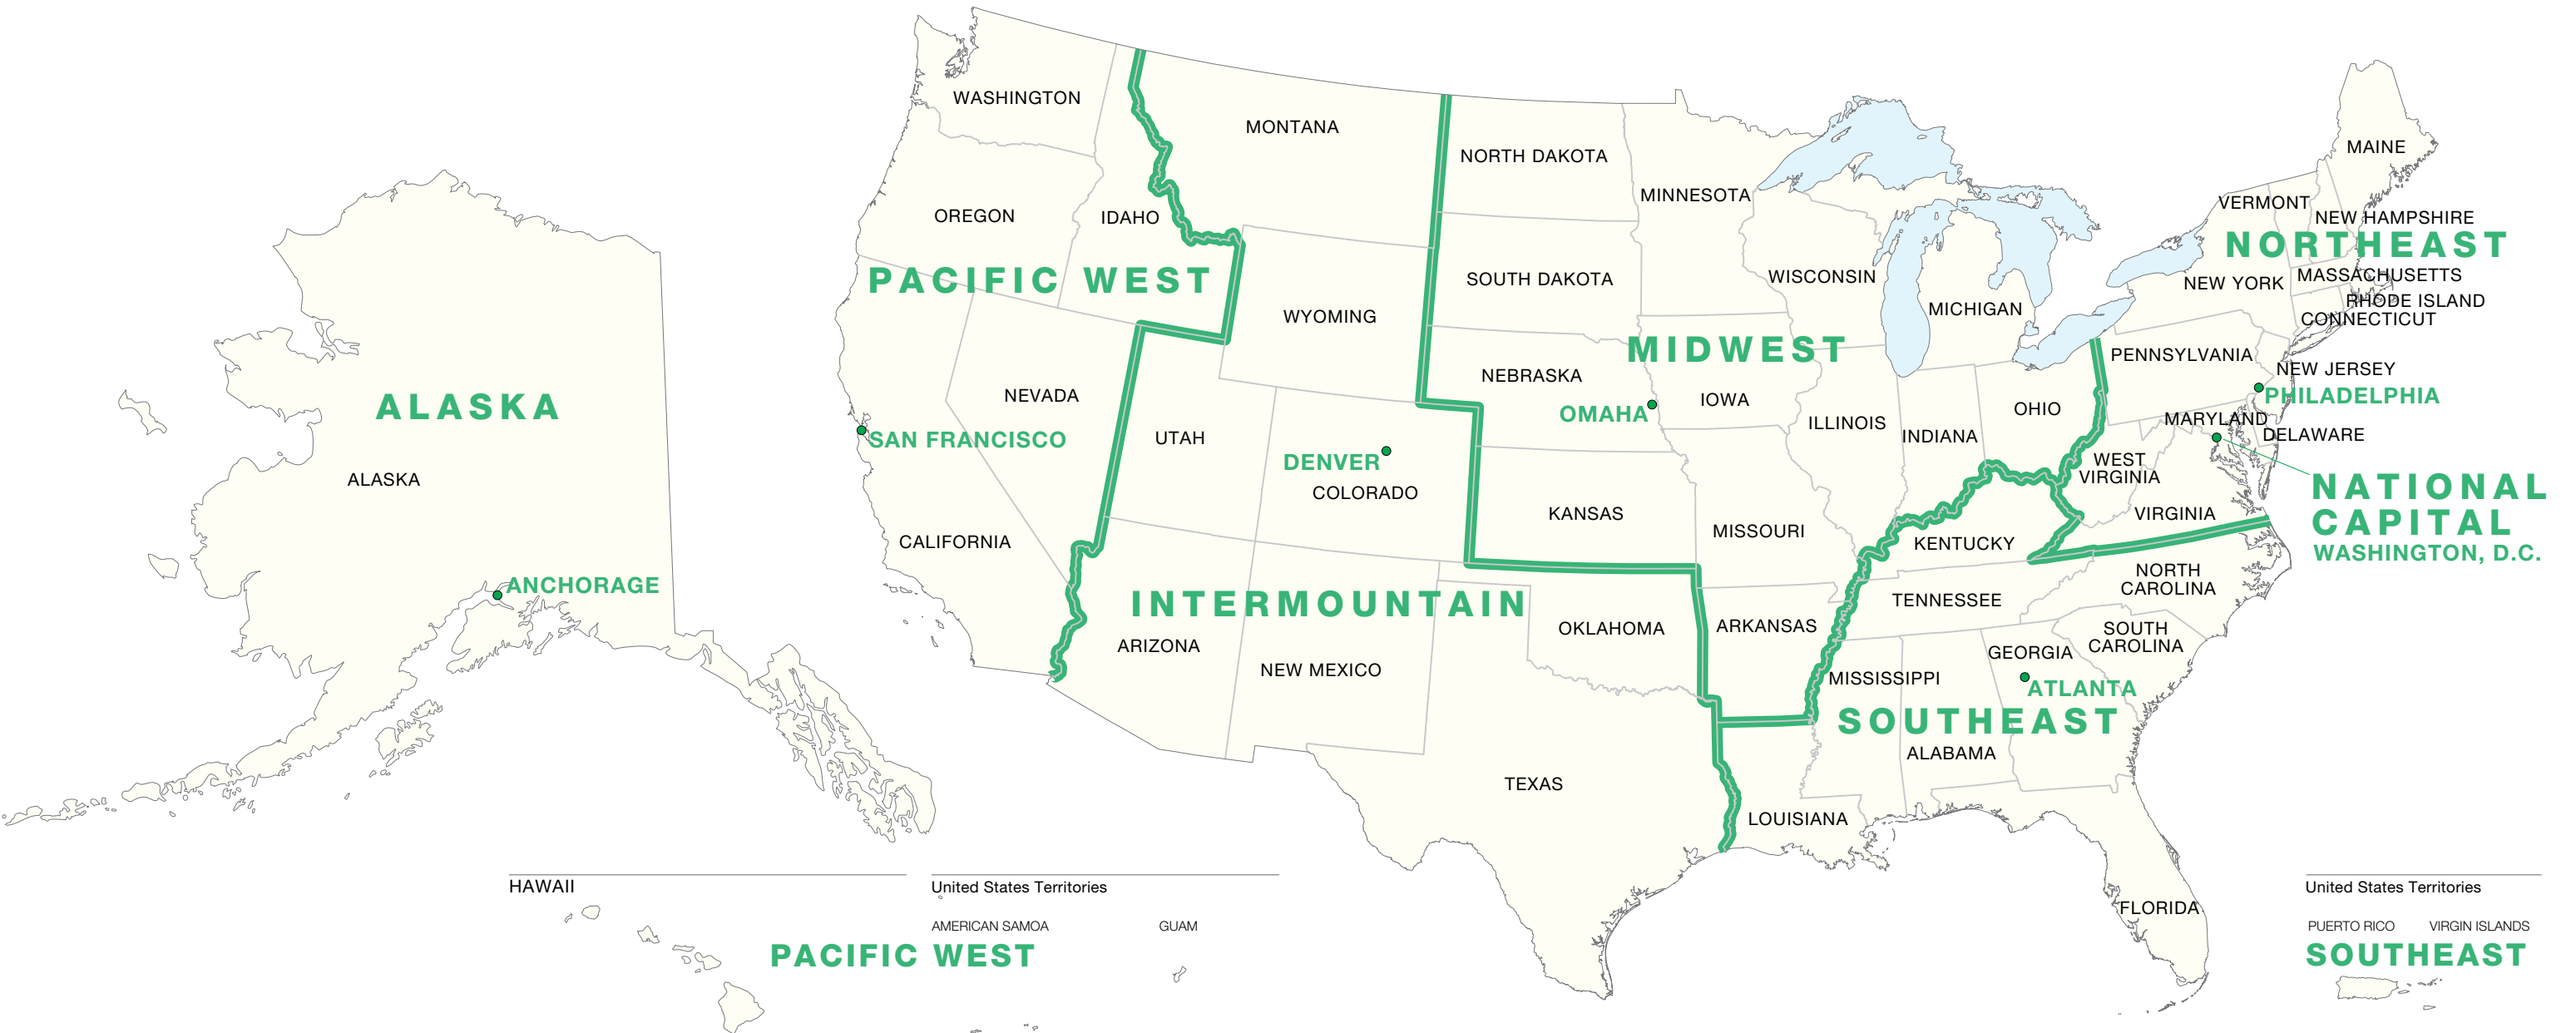 WASHINGTON
MONTANA
NORTH DAKOTA
MINNESOTA
MAINE
VERMONT
NEW HAMPSHIRE
OREGON
IDAHO
NORTHEAST
PACIFIC WEST
SOUTH DAKOTA
WISCONSIN
MICHIGAN
NEW YORK
MASSACHUSETTS
RHODE ISLAND
CONNECTICUT
WYOMING
MIDWEST
PENNSYLVANIA
NEW JERSEY
PHILADELPHIA
NEVADA
NEBRASKA
OMAHA
IOWA
ILLINOIS
INDIANA
OHIO
MARYLAND
DELAWARE
ALASKA
SAN FRANCISCO
UTAH
DENVER
COLORADO
WEST
VIRGINIA
ALASKA
NATIONAL
CAPITAL
WASHINGTON, D.C.
KANSAS
MISSOURI
KENTUCKY
VIRGINIA
CALIFORNIA
ANCHORAGE
INTERMOUNTAIN
NORTH
CAROLINA
TENNESSEE
ARIZONA
NEW MEXICO
OKLAHOMA
ARKANSAS
SOUTH
CAROLINA
GEORGIA
MISSISSIPPI
ATLANTA
SOUTHEAST
ALABAMA
TEXAS
LOUISIANA
FLORIDA
HAWAII
United States Territories
AMERICAN SAMOA
GUAM
PACIFIC WEST
United States Territories
PUERTO RICO
VIRGIN ISLANDS
SOUTHEAST